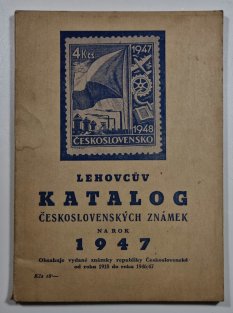 4 Kčs
1947
1948
ČESKOSLOVENSKO
LEHOVCŮV
KATALOG
ČESKOSLOVENSKÝCH ZNÁMEK
NA ROK
1947
Obsahuje vydané známky republiky Československé
od roku 1918 do roku 1946/47
Kčs